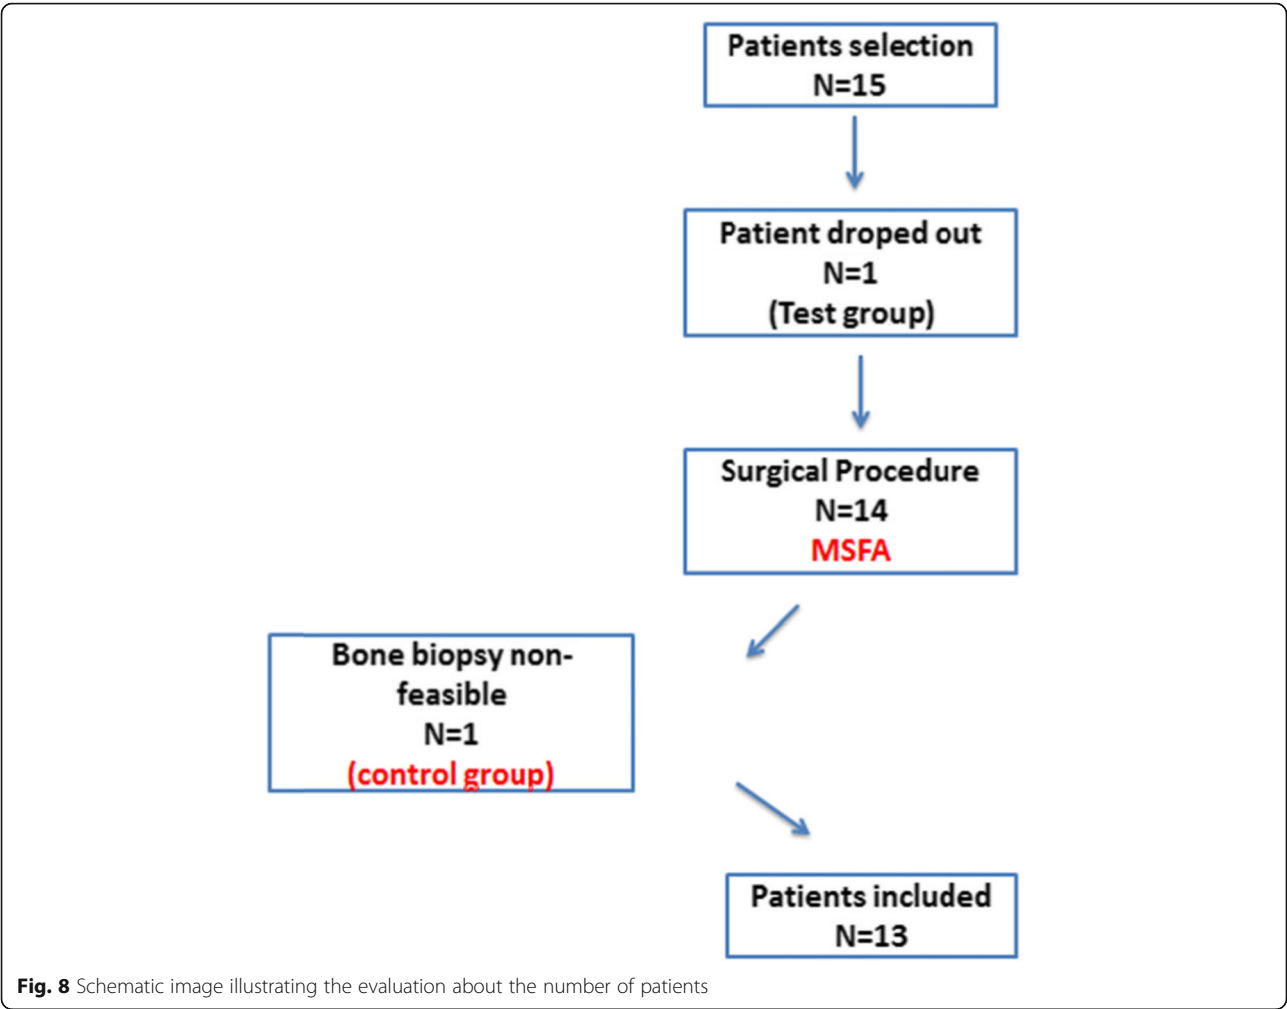 Patients selection
N=15
Patient droped out
N=1
(Test group)
Surgical Procedure
N=14
MSFA
Bone biopsy non-
feasible
N=1
(control group)
Patients included
N=13
Fig. 8 Schematic image illustrating the evaluation about the number of patients